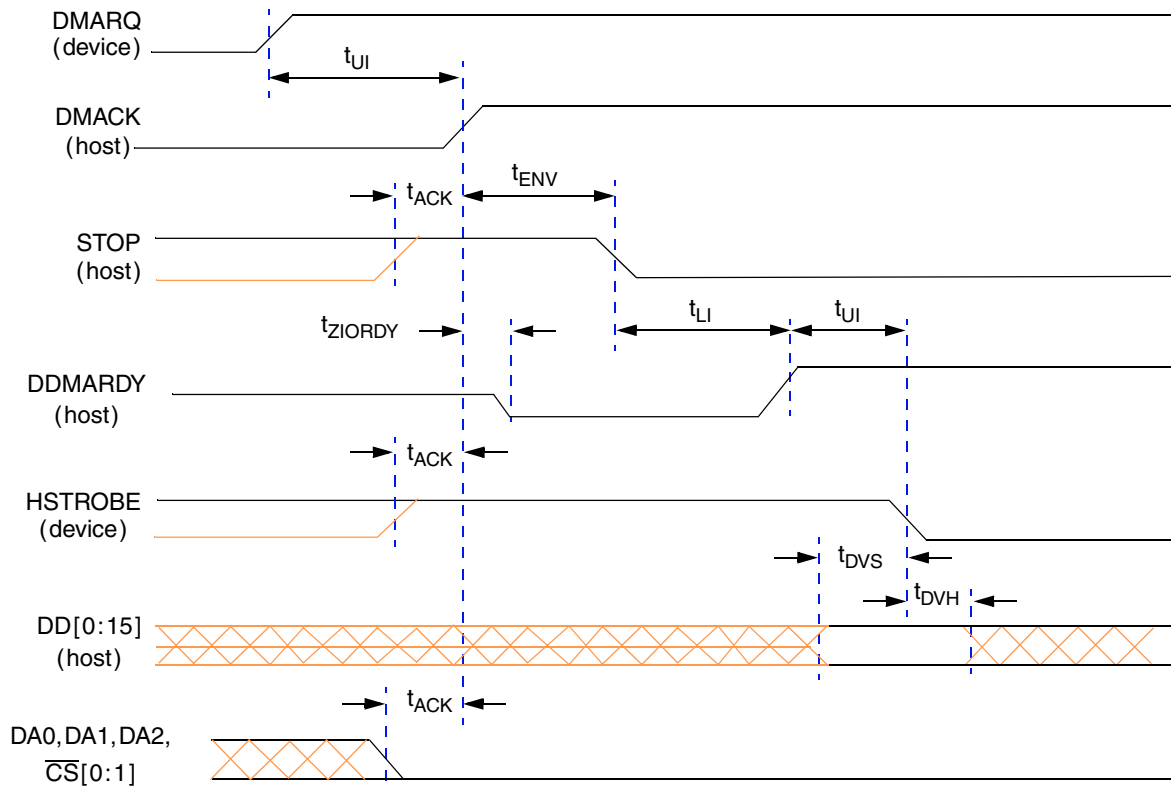 DMARQ
(device)
tUI
DMACK
(host)
tACK
tENV
STOP
(host)
tZIORDY
tLI
tUI
DDMARDY
(host)
tACK
HSTROBE
(device)
tDVS
tDVH
DD[0:15]
(host)
tACK
DA0,DA1,DA2,
C̅S̅[0:1]